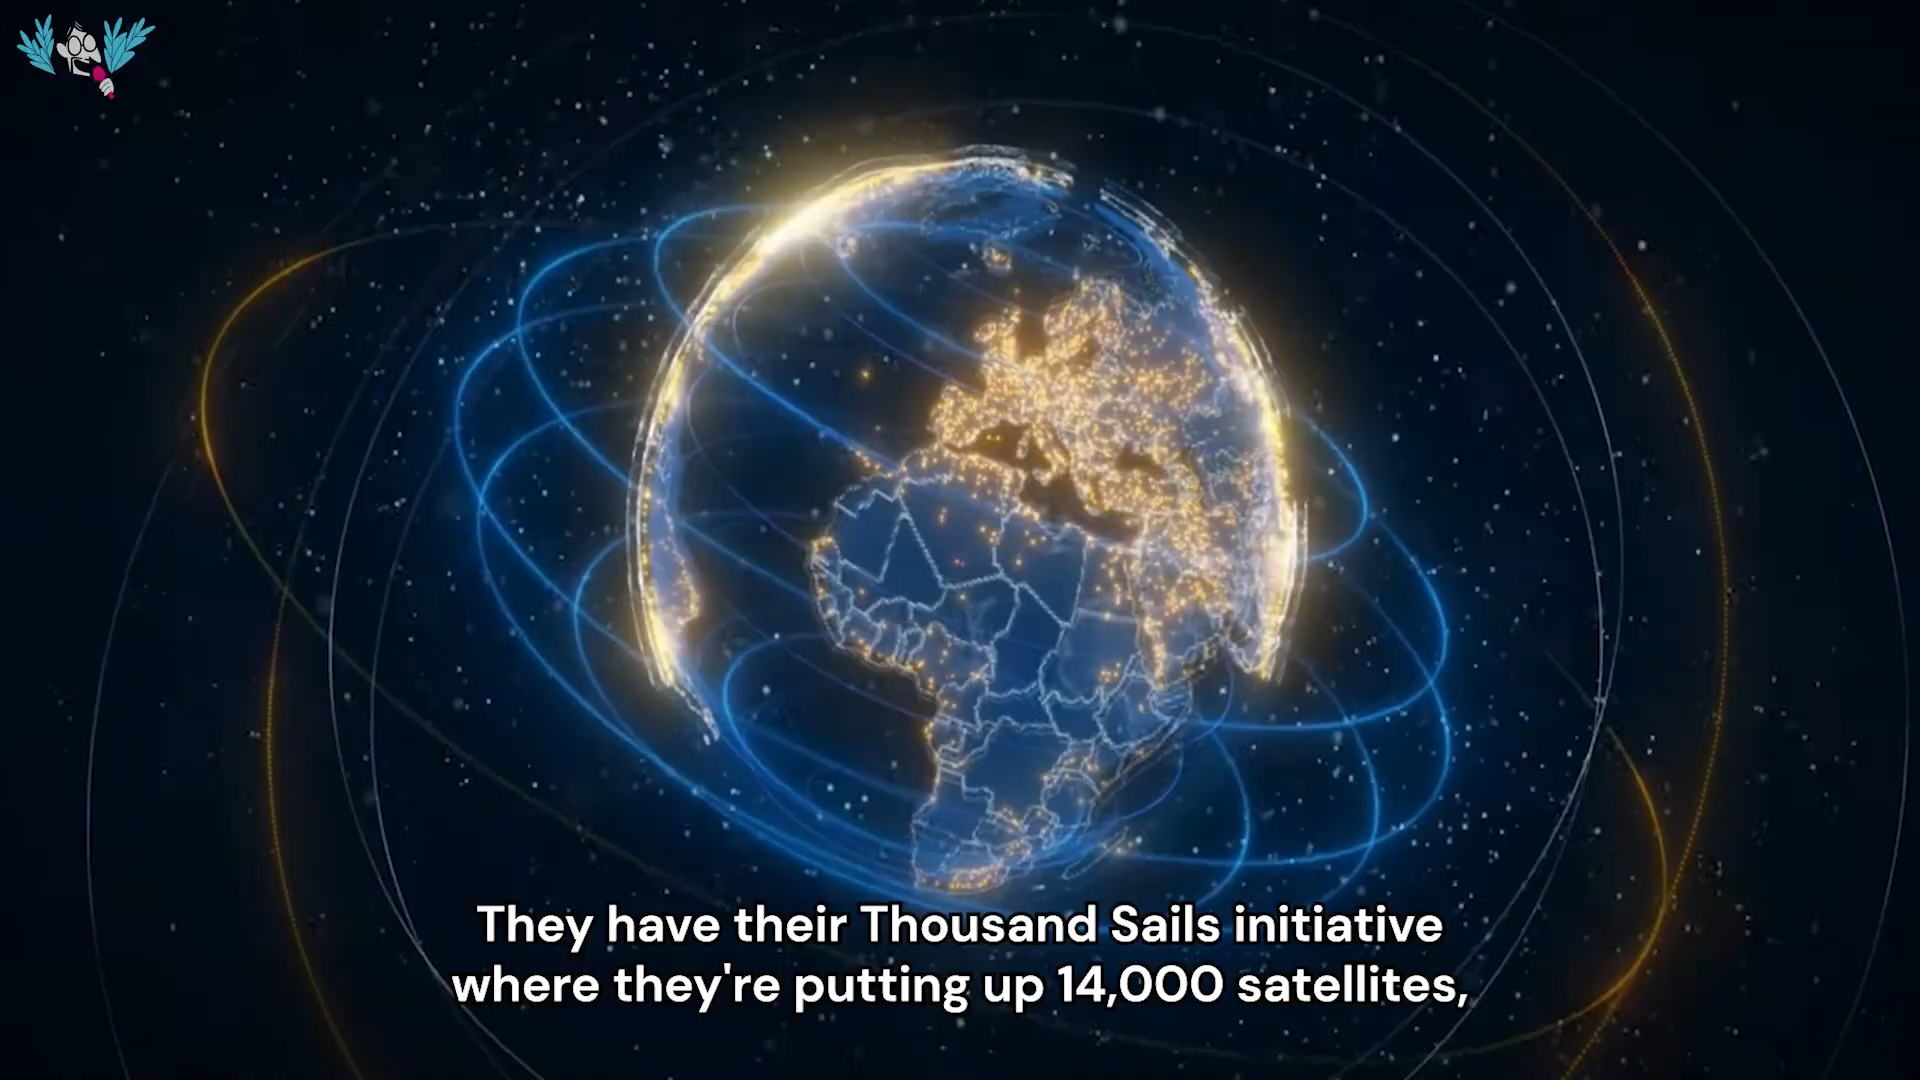 They have their Thousand Sails initiative
where they're putting up 14,000 satellites,